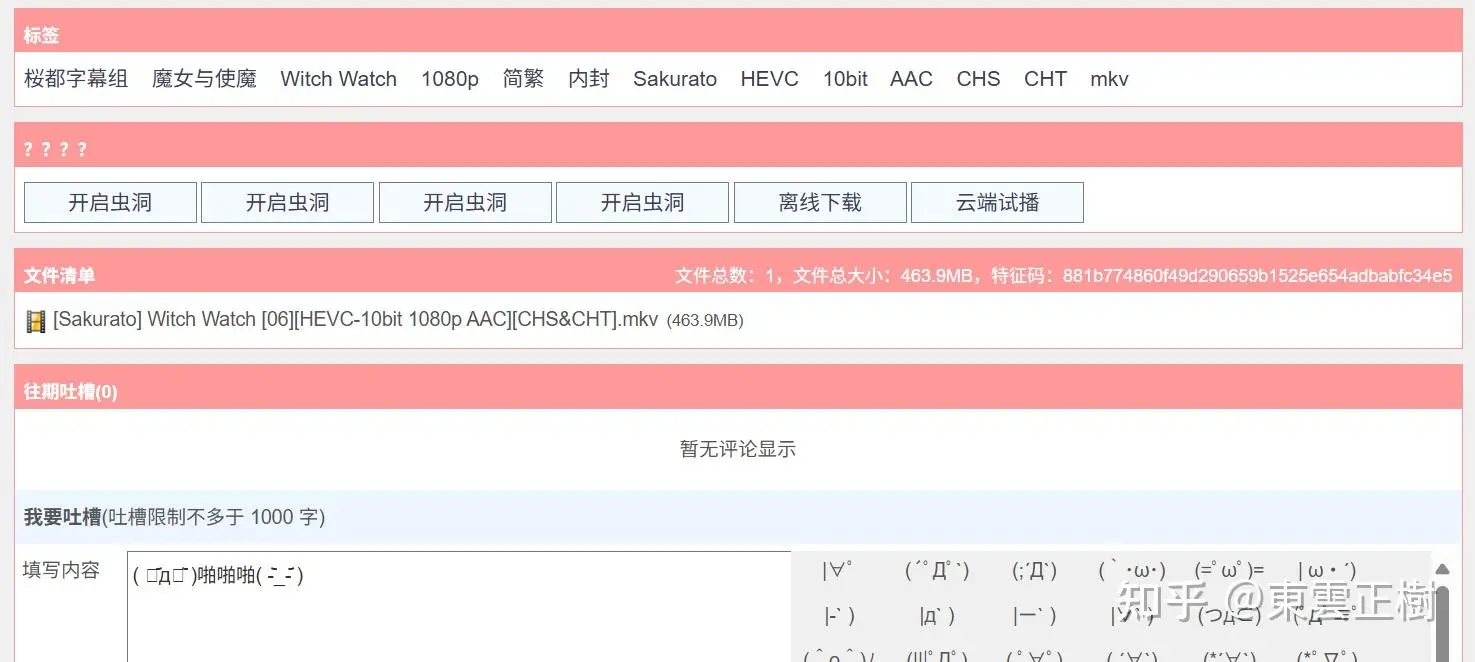 标签
桜都字幕组 魔女与使魔 Witch Watch 1080p 简繁 内封 Sakurato HEVC 10bit AAC CHS CHT mkv
？？？？
开启虫洞 开启虫洞 开启虫洞 开启虫洞 离线下载 云端试播
文件清单 文件总数：1，文件总大小：463.9MB，特征码：881b774860f49d290659b1525e654adbabfc34e5
[Sakurato] Witch Watch [06][HEVC-10bit 1080p AAC][CHS&CHT].mkv (463.9MB)
往期吐槽(0)
暂无评论显示
我要吐槽(吐槽限制不多于 1000 字)
填写内容 啪啪啪( -̄_-̄ ) |∀ﾟ (´ﾟДﾟ`) (;´Д`) (｀･ω･) (=ﾟωﾟ)= | ω・´)
|-` ) |д` ) |ー` )
知乎 @東雲正樹